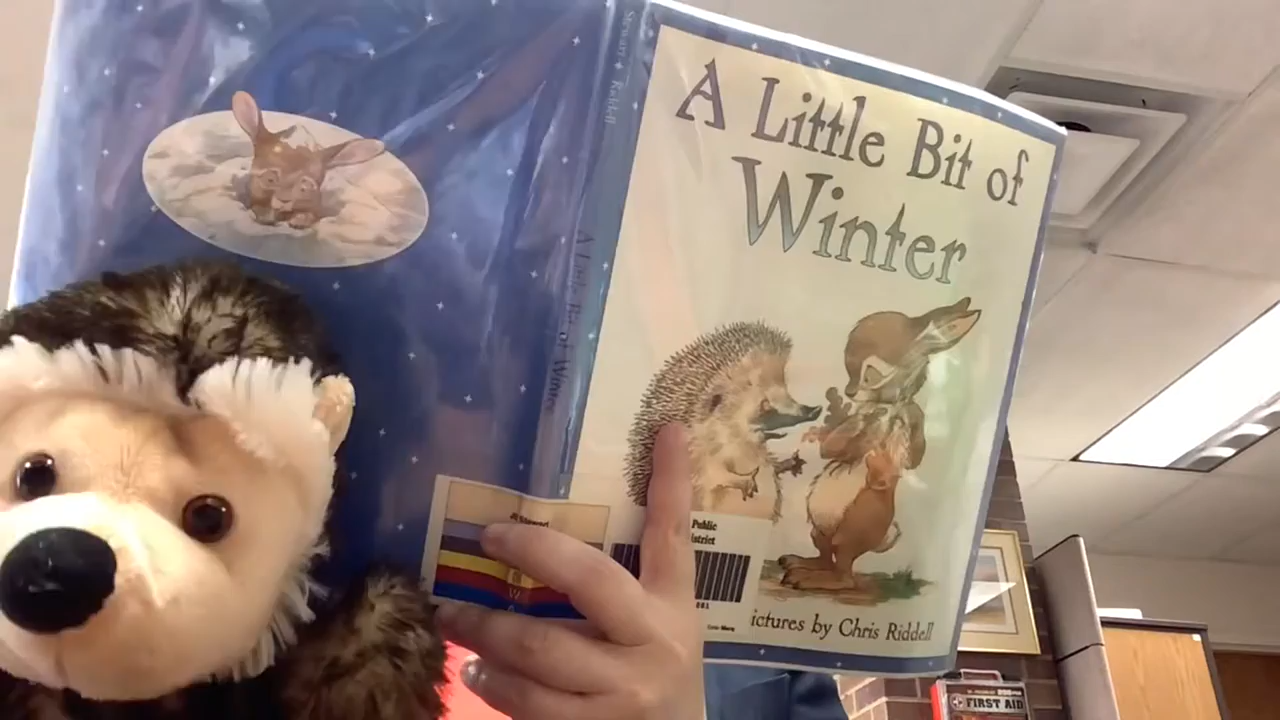 Stewart ✦ Riddell
A Little Bit of Winter
A Little Bit of
Winter
Public
istrict
ictures by Chris Riddell
FIRST AID